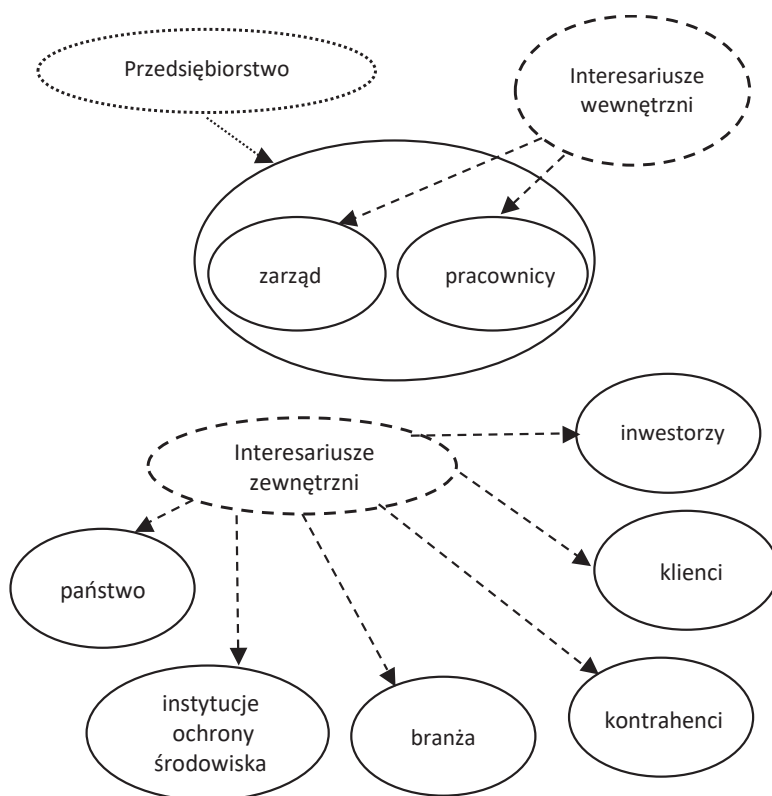 Przedsiębiorstwo
Interesariusze
wewnętrzni
zarząd
pracownicy
inwestorzy
Interesariusze
zewnętrzni
klienci
państwo
kontrahenci
instytucje
ochrony
środowiska
branża